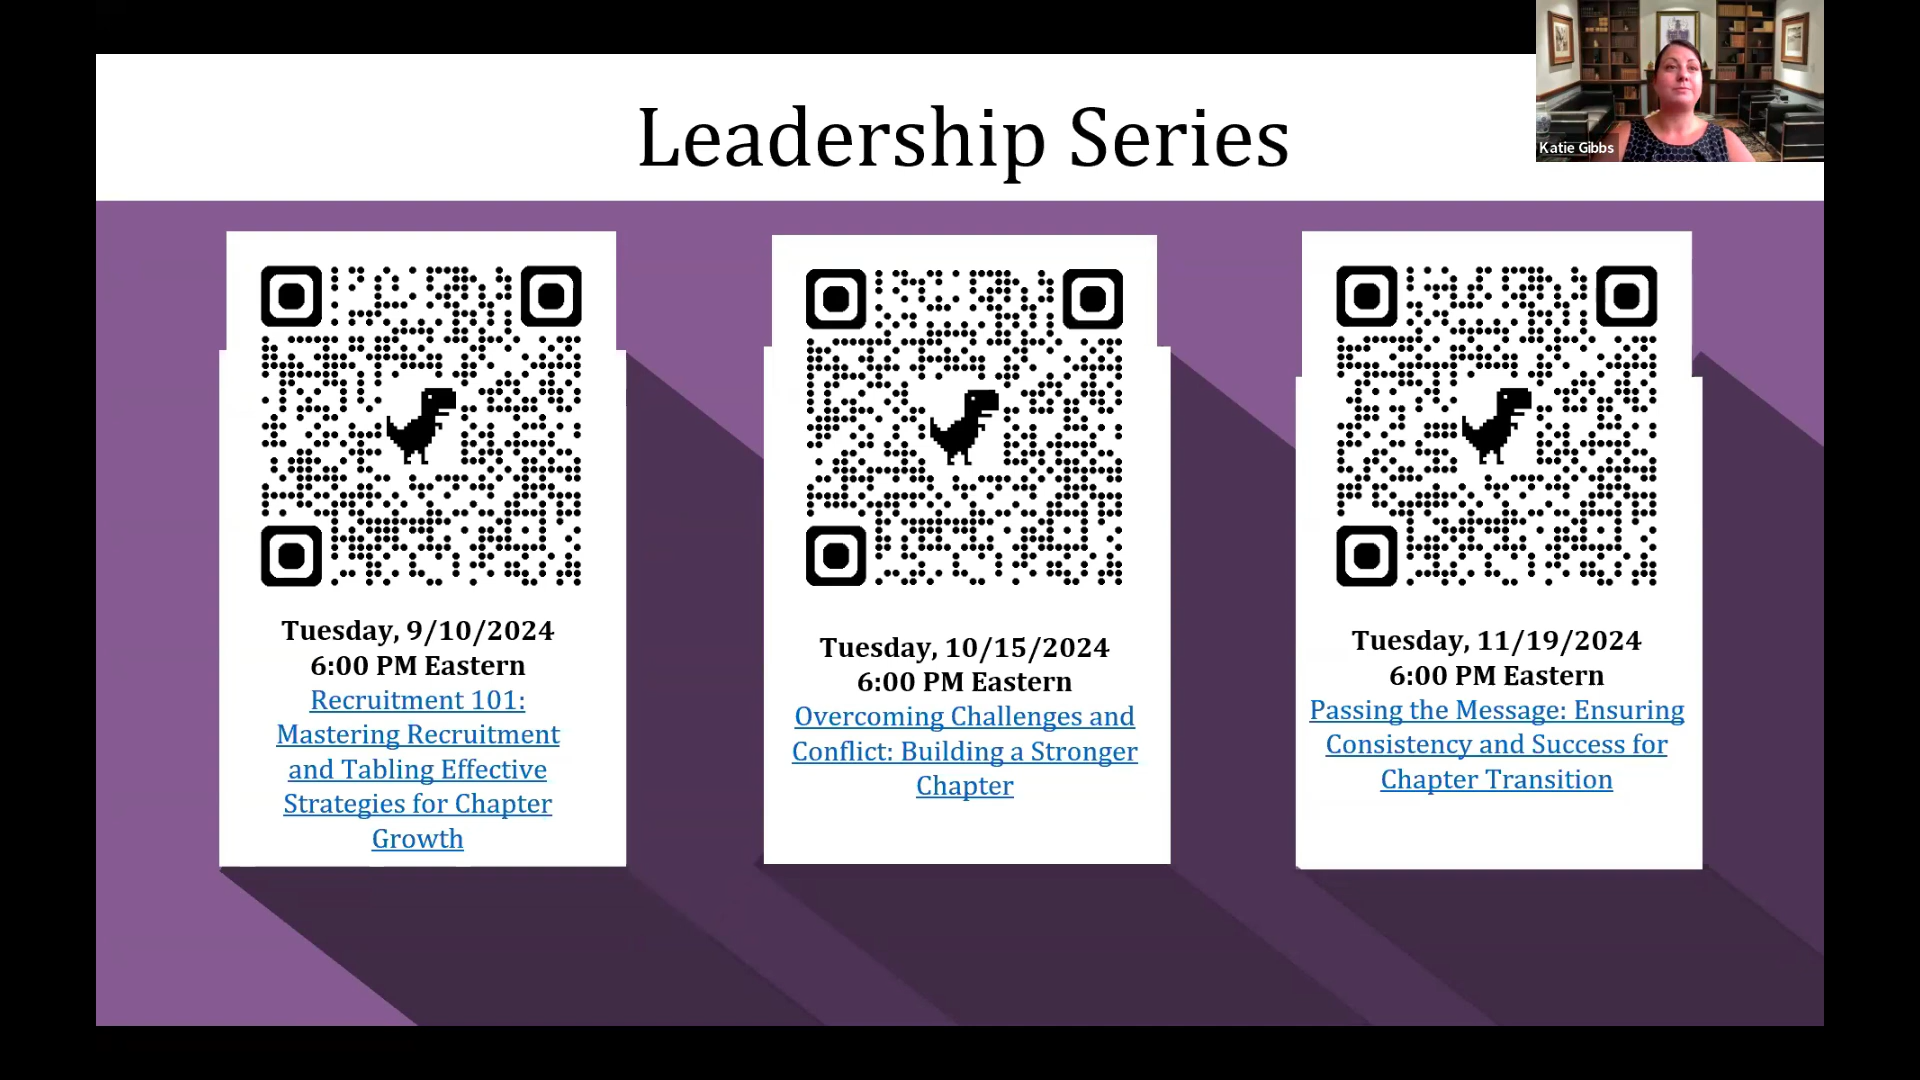 Leadership Series
Katie Gibbs
Tuesday, 9/10/2024
6:00 PM Eastern
Recruitment 101:
Mastering Recruitment
and Tabling Effective
Strategies for Chapter
Growth
Tuesday, 10/15/2024
6:00 PM Eastern
Overcoming Challenges and
Conflict: Building a Stronger
Chapter
Tuesday, 11/19/2024
6:00 PM Eastern
Passing the Message: Ensuring
Consistency and Success for
Chapter Transition